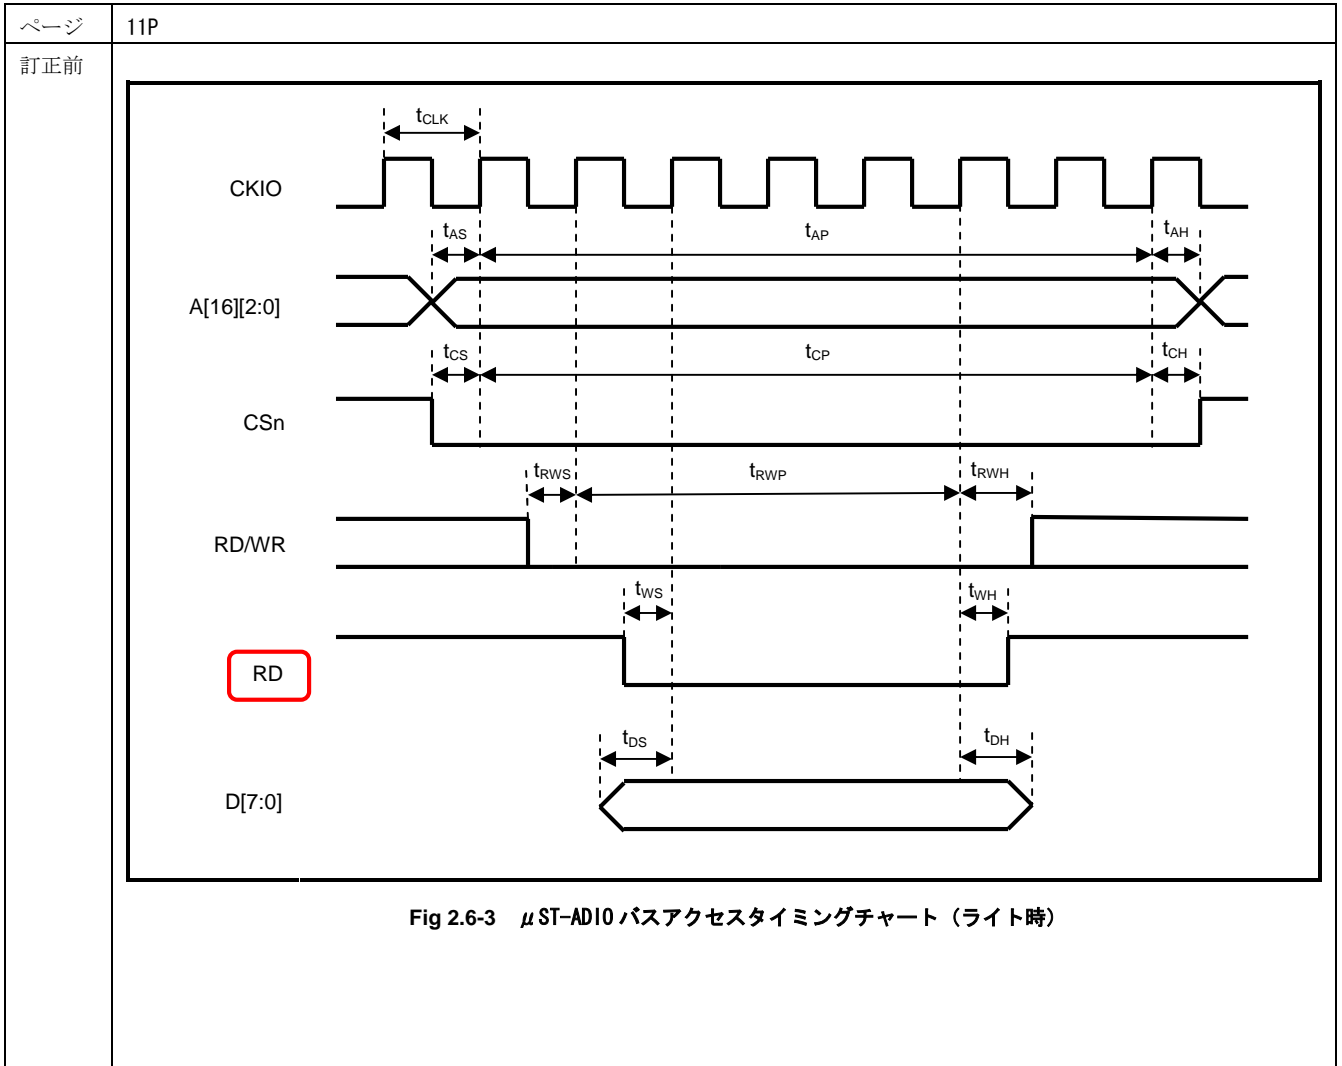 ページ 11P
訂正前
tCLK
CKIO
tAS tAP tAH
A[16][2:0]
tCS tCP tCH
CSn
tRWS tRWP tRWH
RD/WR
tWS tWH
RD
tDS tDH
D[7:0]
Fig 2.6-3 μST-ADIO バスアクセスタイミングチャート（ライト時）